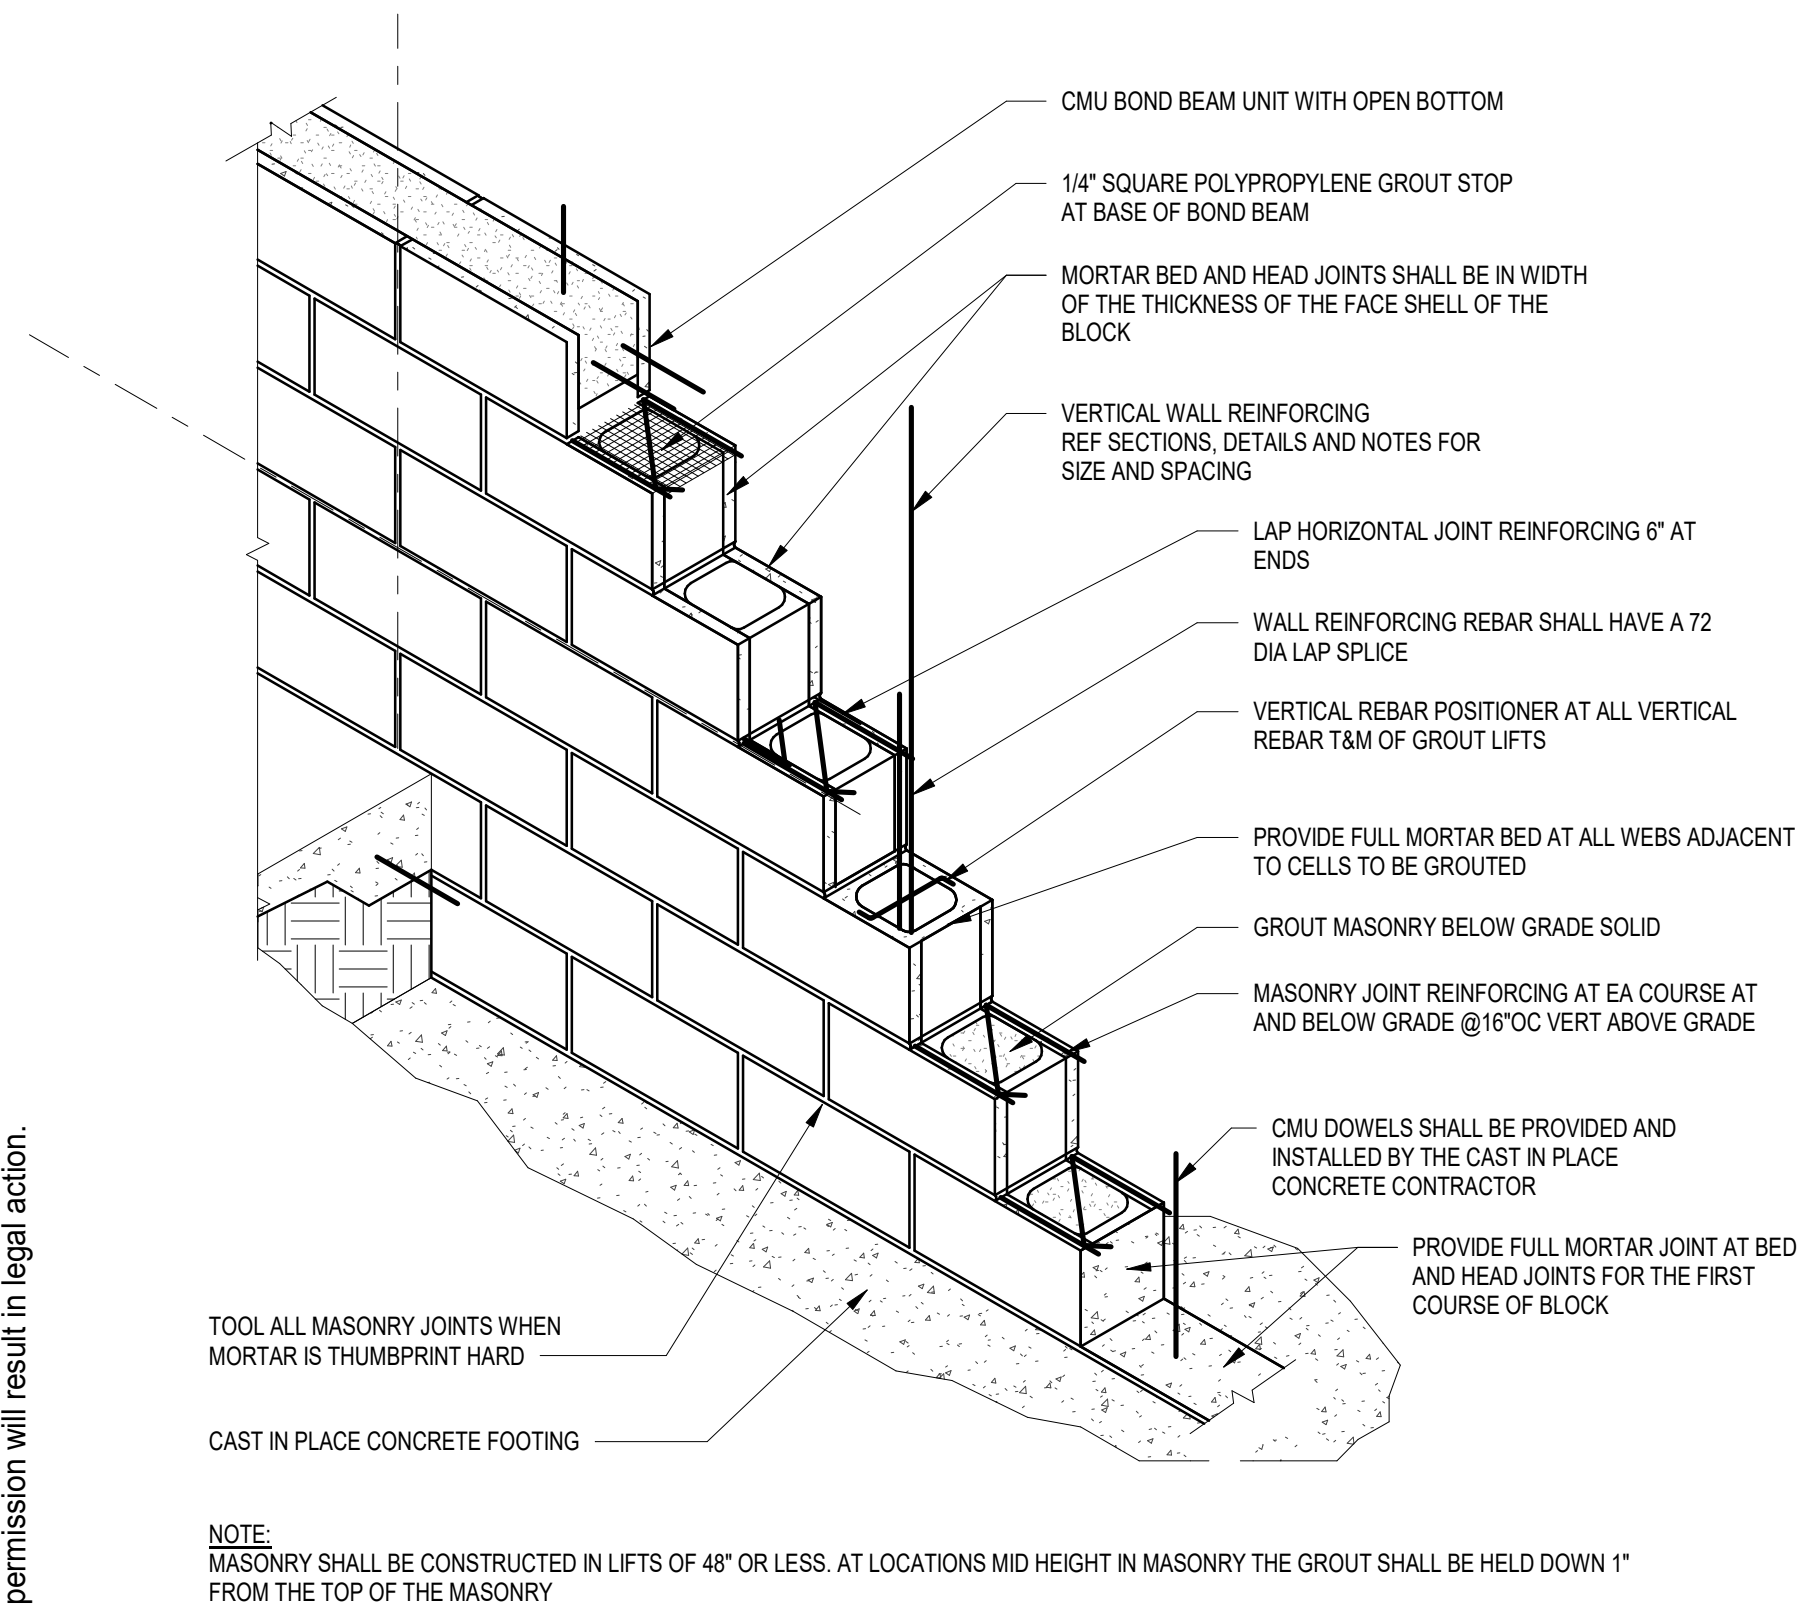 CMU BOND BEAM UNIT WITH OPEN BOTTOM
1/4" SQUARE POLYPROPYLENE GROUT STOP
AT BASE OF BOND BEAM
MORTAR BED AND HEAD JOINTS SHALL BE IN WIDTH
OF THE THICKNESS OF THE FACE SHELL OF THE
BLOCK
VERTICAL WALL REINFORCING
REF SECTIONS, DETAILS AND NOTES FOR
SIZE AND SPACING
LAP HORIZONTAL JOINT REINFORCING 6" AT
ENDS
WALL REINFORCING REBAR SHALL HAVE A 72
DIA LAP SPLICE
VERTICAL REBAR POSITIONER AT ALL VERTICAL
REBAR T&M OF GROUT LIFTS
PROVIDE FULL MORTAR BED AT ALL WEBS ADJACENT
TO CELLS TO BE GROUTED
GROUT MASONRY BELOW GRADE SOLID
MASONRY JOINT REINFORCING AT EA COURSE AT
AND BELOW GRADE @16"OC VERT ABOVE GRADE
CMU DOWELS SHALL BE PROVIDED AND
INSTALLED BY THE CAST IN PLACE
CONCRETE CONTRACTOR
PROVIDE FULL MORTAR JOINT AT BED
AND HEAD JOINTS FOR THE FIRST
COURSE OF BLOCK
TOOL ALL MASONRY JOINTS WHEN
MORTAR IS THUMBPRINT HARD
CAST IN PLACE CONCRETE FOOTING
NOTE:
MASONRY SHALL BE CONSTRUCTED IN LIFTS OF 48" OR LESS. AT LOCATIONS MID HEIGHT IN MASONRY THE GROUT SHALL BE HELD DOWN 1"
FROM THE TOP OF THE MASONRY
permission will result in legal action.